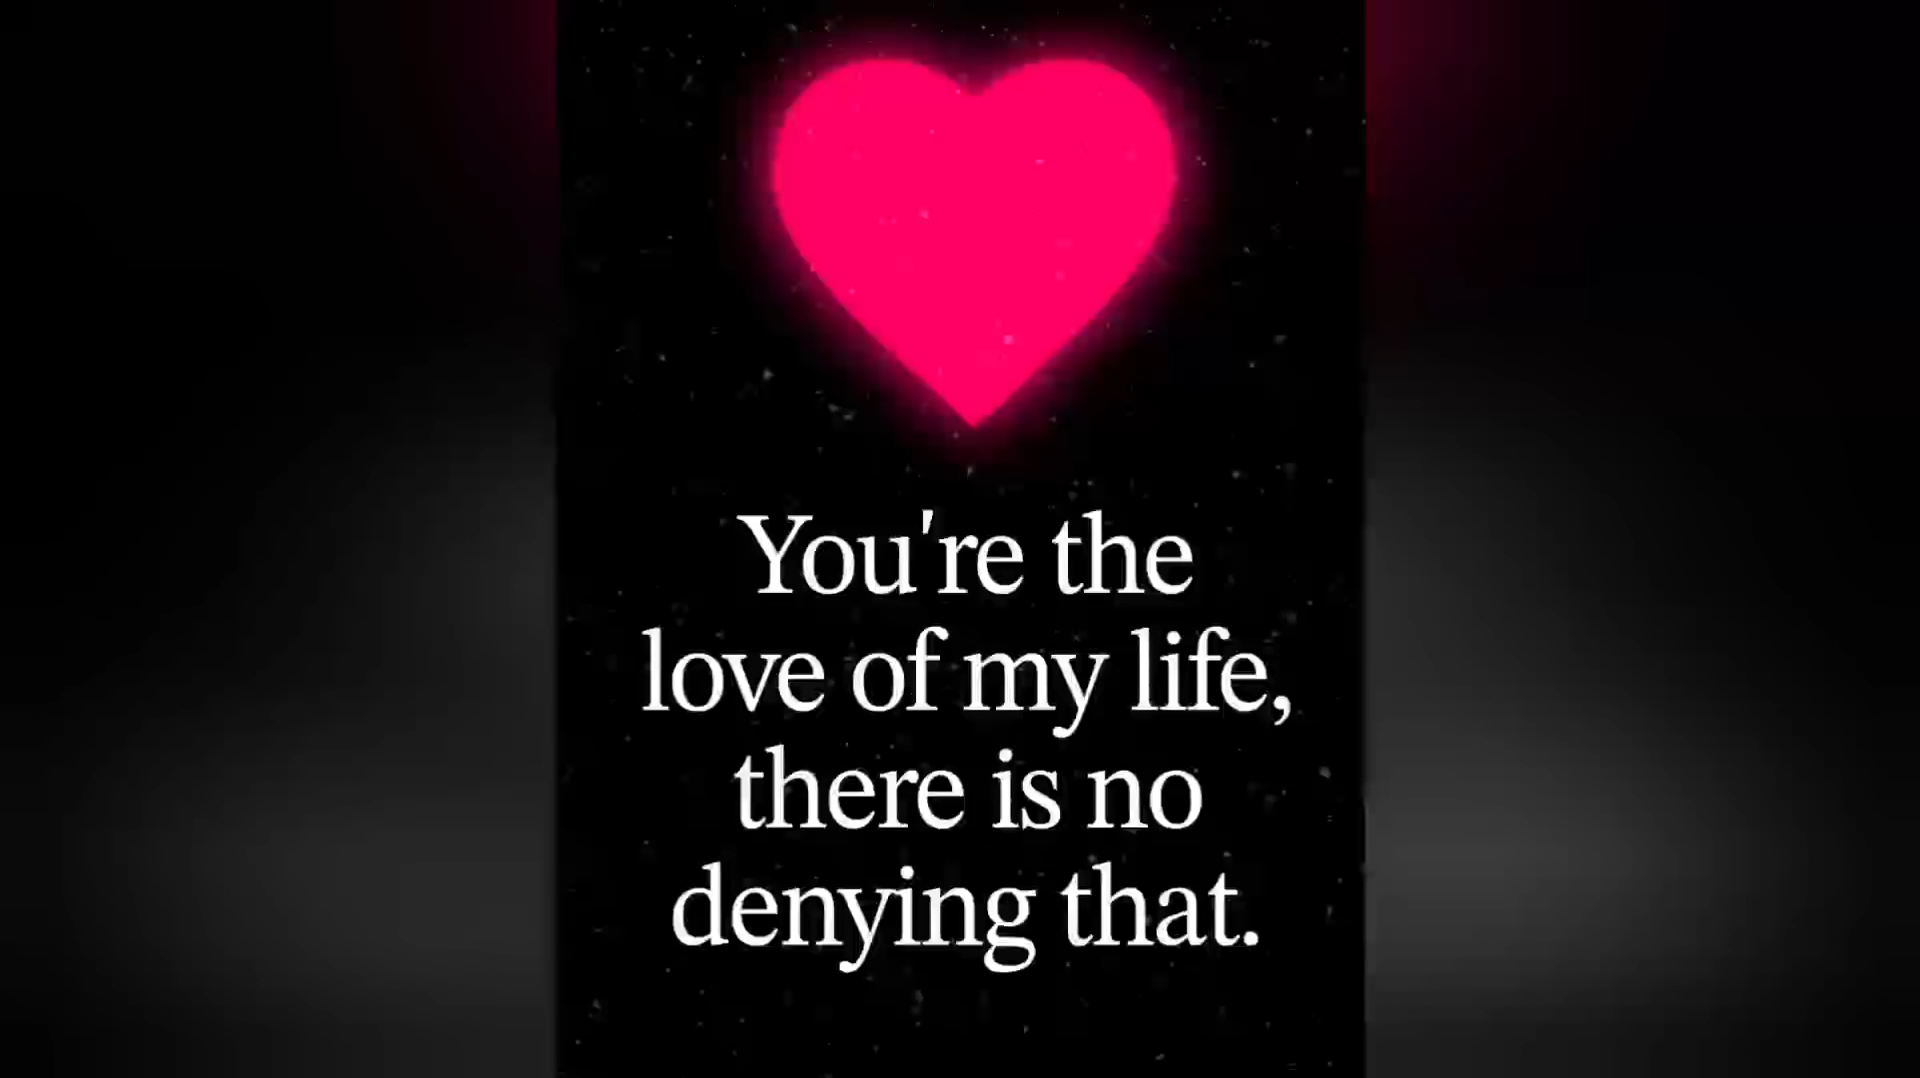 You're the
love of my life,
there is no
denying that.